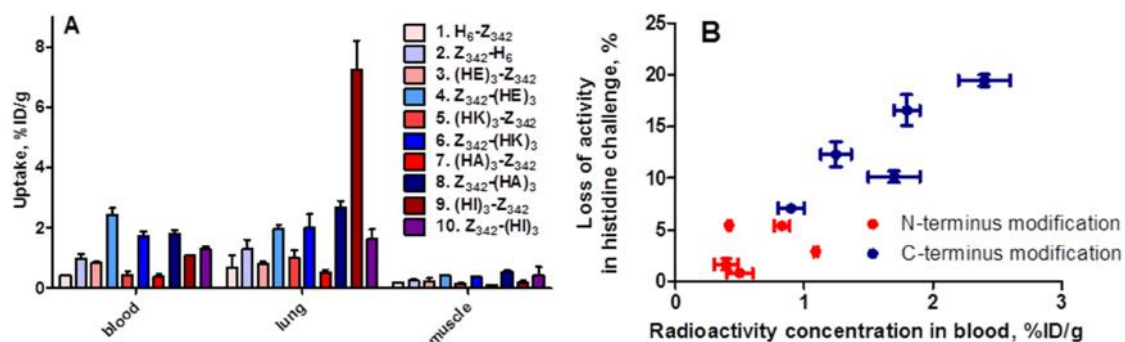 A
Uptake, %ID/g
8
6
4
2
0
blood
lung
muscle
1. H₆-Z₃₄₂
2. Z₃₄₂-H₆
3. (HE)₃-Z₃₄₂
4. Z₃₄₂-(HE)₃
5. (HK)₃-Z₃₄₂
6. Z₃₄₂-(HK)₃
7. (HA)₃-Z₃₄₂
8. Z₃₄₂-(HA)₃
9. (HI)₃-Z₃₄₂
10. Z₃₄₂-(HI)₃
B
Loss of activity
in histidine challenge, %
25
20
15
10
5
0
N-terminus modification
C-terminus modification
0
1
2
3
Radioactivity concentration in blood, %ID/g